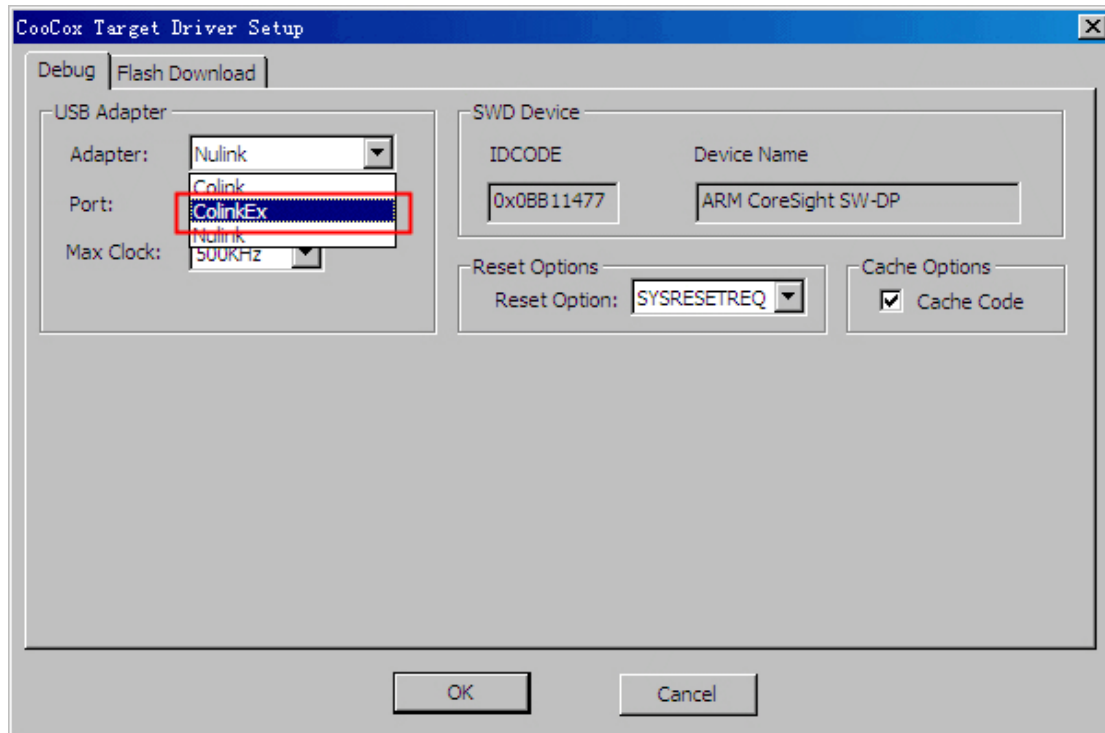 CooCox Target Driver Setup
Debug
Flash Download
USB Adapter
Adapter: Nulink
Colink
ColinkEx
Nulink
Port:
Max Clock: 500KHz
SWD Device
IDCODE Device Name
0x0BB11477 ARM CoreSight SW-DP
Reset Options
Reset Option: SYSRESETREQ
Cache Options
Cache Code
OK
Cancel